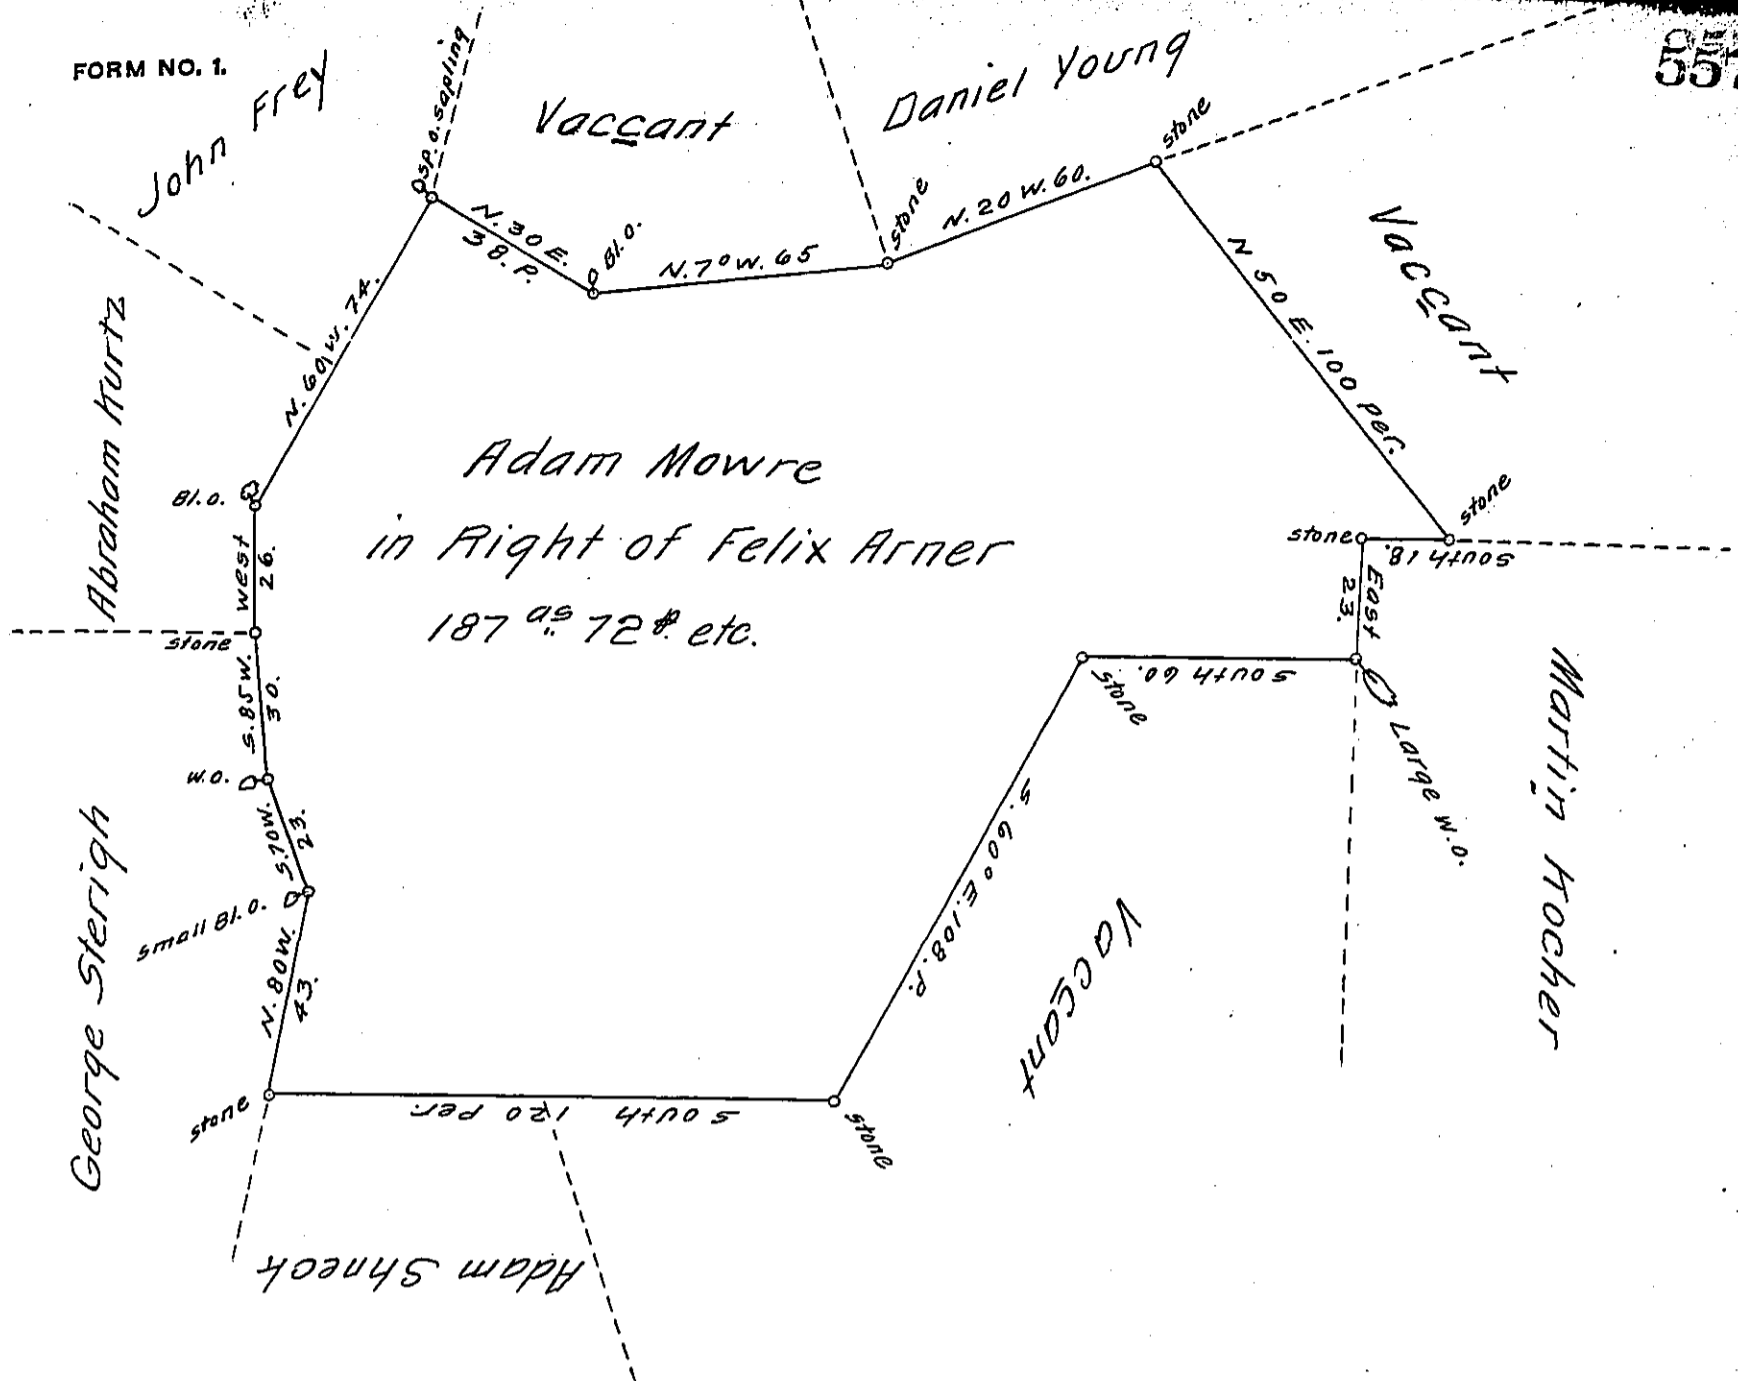 FORM NO. 1.
John Frey
sp. o. sapling
Vaccant
Daniel Young
stone
N. 30 E.
38. P.
Bl. o.
N. 7° W. 65
stone
N. 20 W. 60.
Vaccant
N 50 E. 100 Per.
N. 60 W. 74.
Abraham Kurtz
Adam Mowre
in Right of Felix Arner
187 as 72 ps. etc.
Bl. o.
west
26.
stone
stone
stone
South 18.
East
23.
South 60.
stone
Large W. O.
Martin Kocher
S. 85 W.
30.
W. O.
S. 70 W.
23.
small Bl. o.
N. 80 W.
43.
George Sterigh
S. 60° E. 108. P.
Vaccant
stone
South 120 Per.
stone
Adam Shneck